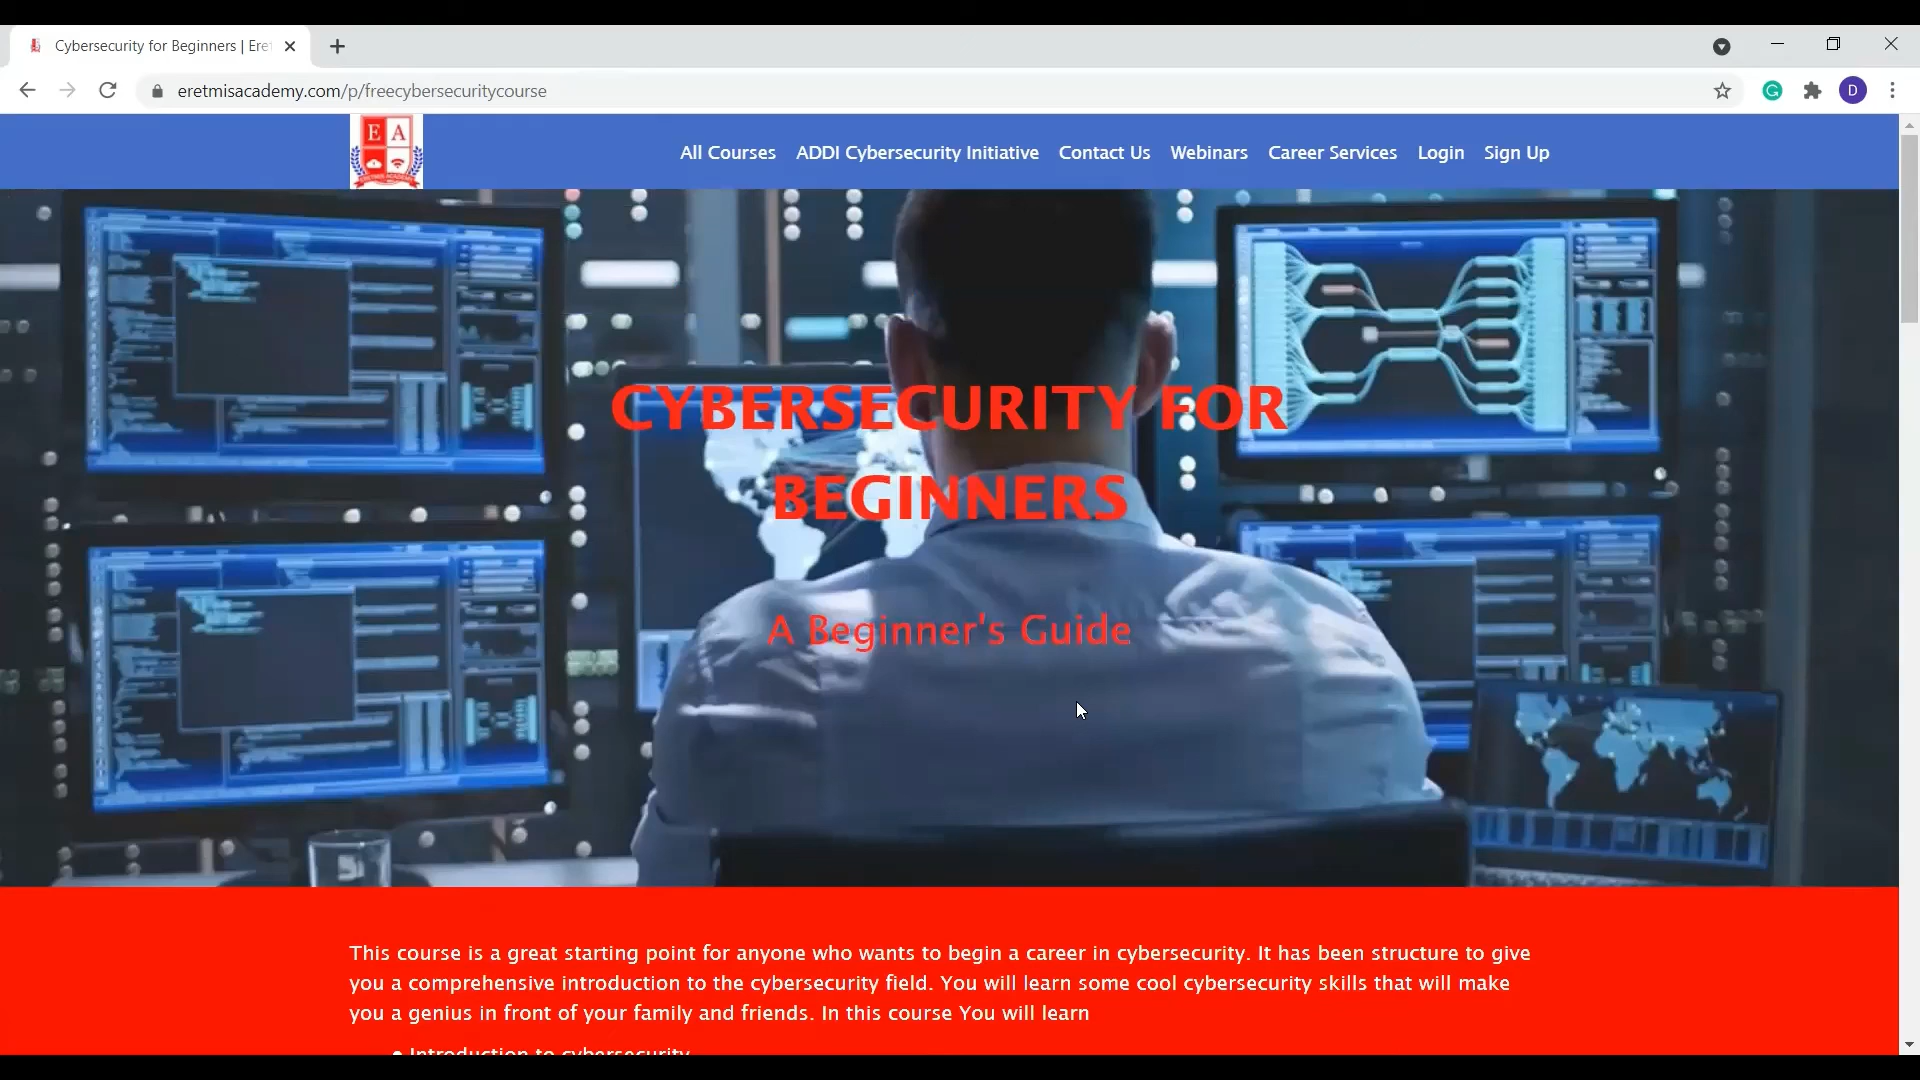 Cybersecurity for Beginners | Eret
eretmisacademy.com/p/freecybersecuritycourse
D
E A
All Courses ADDI Cybersecurity Initiative Contact Us Webinars Career Services Login Sign Up
CYBERSECURITY FOR
BEGINNERS
A Beginner's Guide
This course is a great starting point for anyone who wants to begin a career in cybersecurity. It has been structure to give
you a comprehensive introduction to the cybersecurity field. You will learn some cool cybersecurity skills that will make
you a genius in front of your family and friends. In this course You will learn
• Introduction to cybersecurity